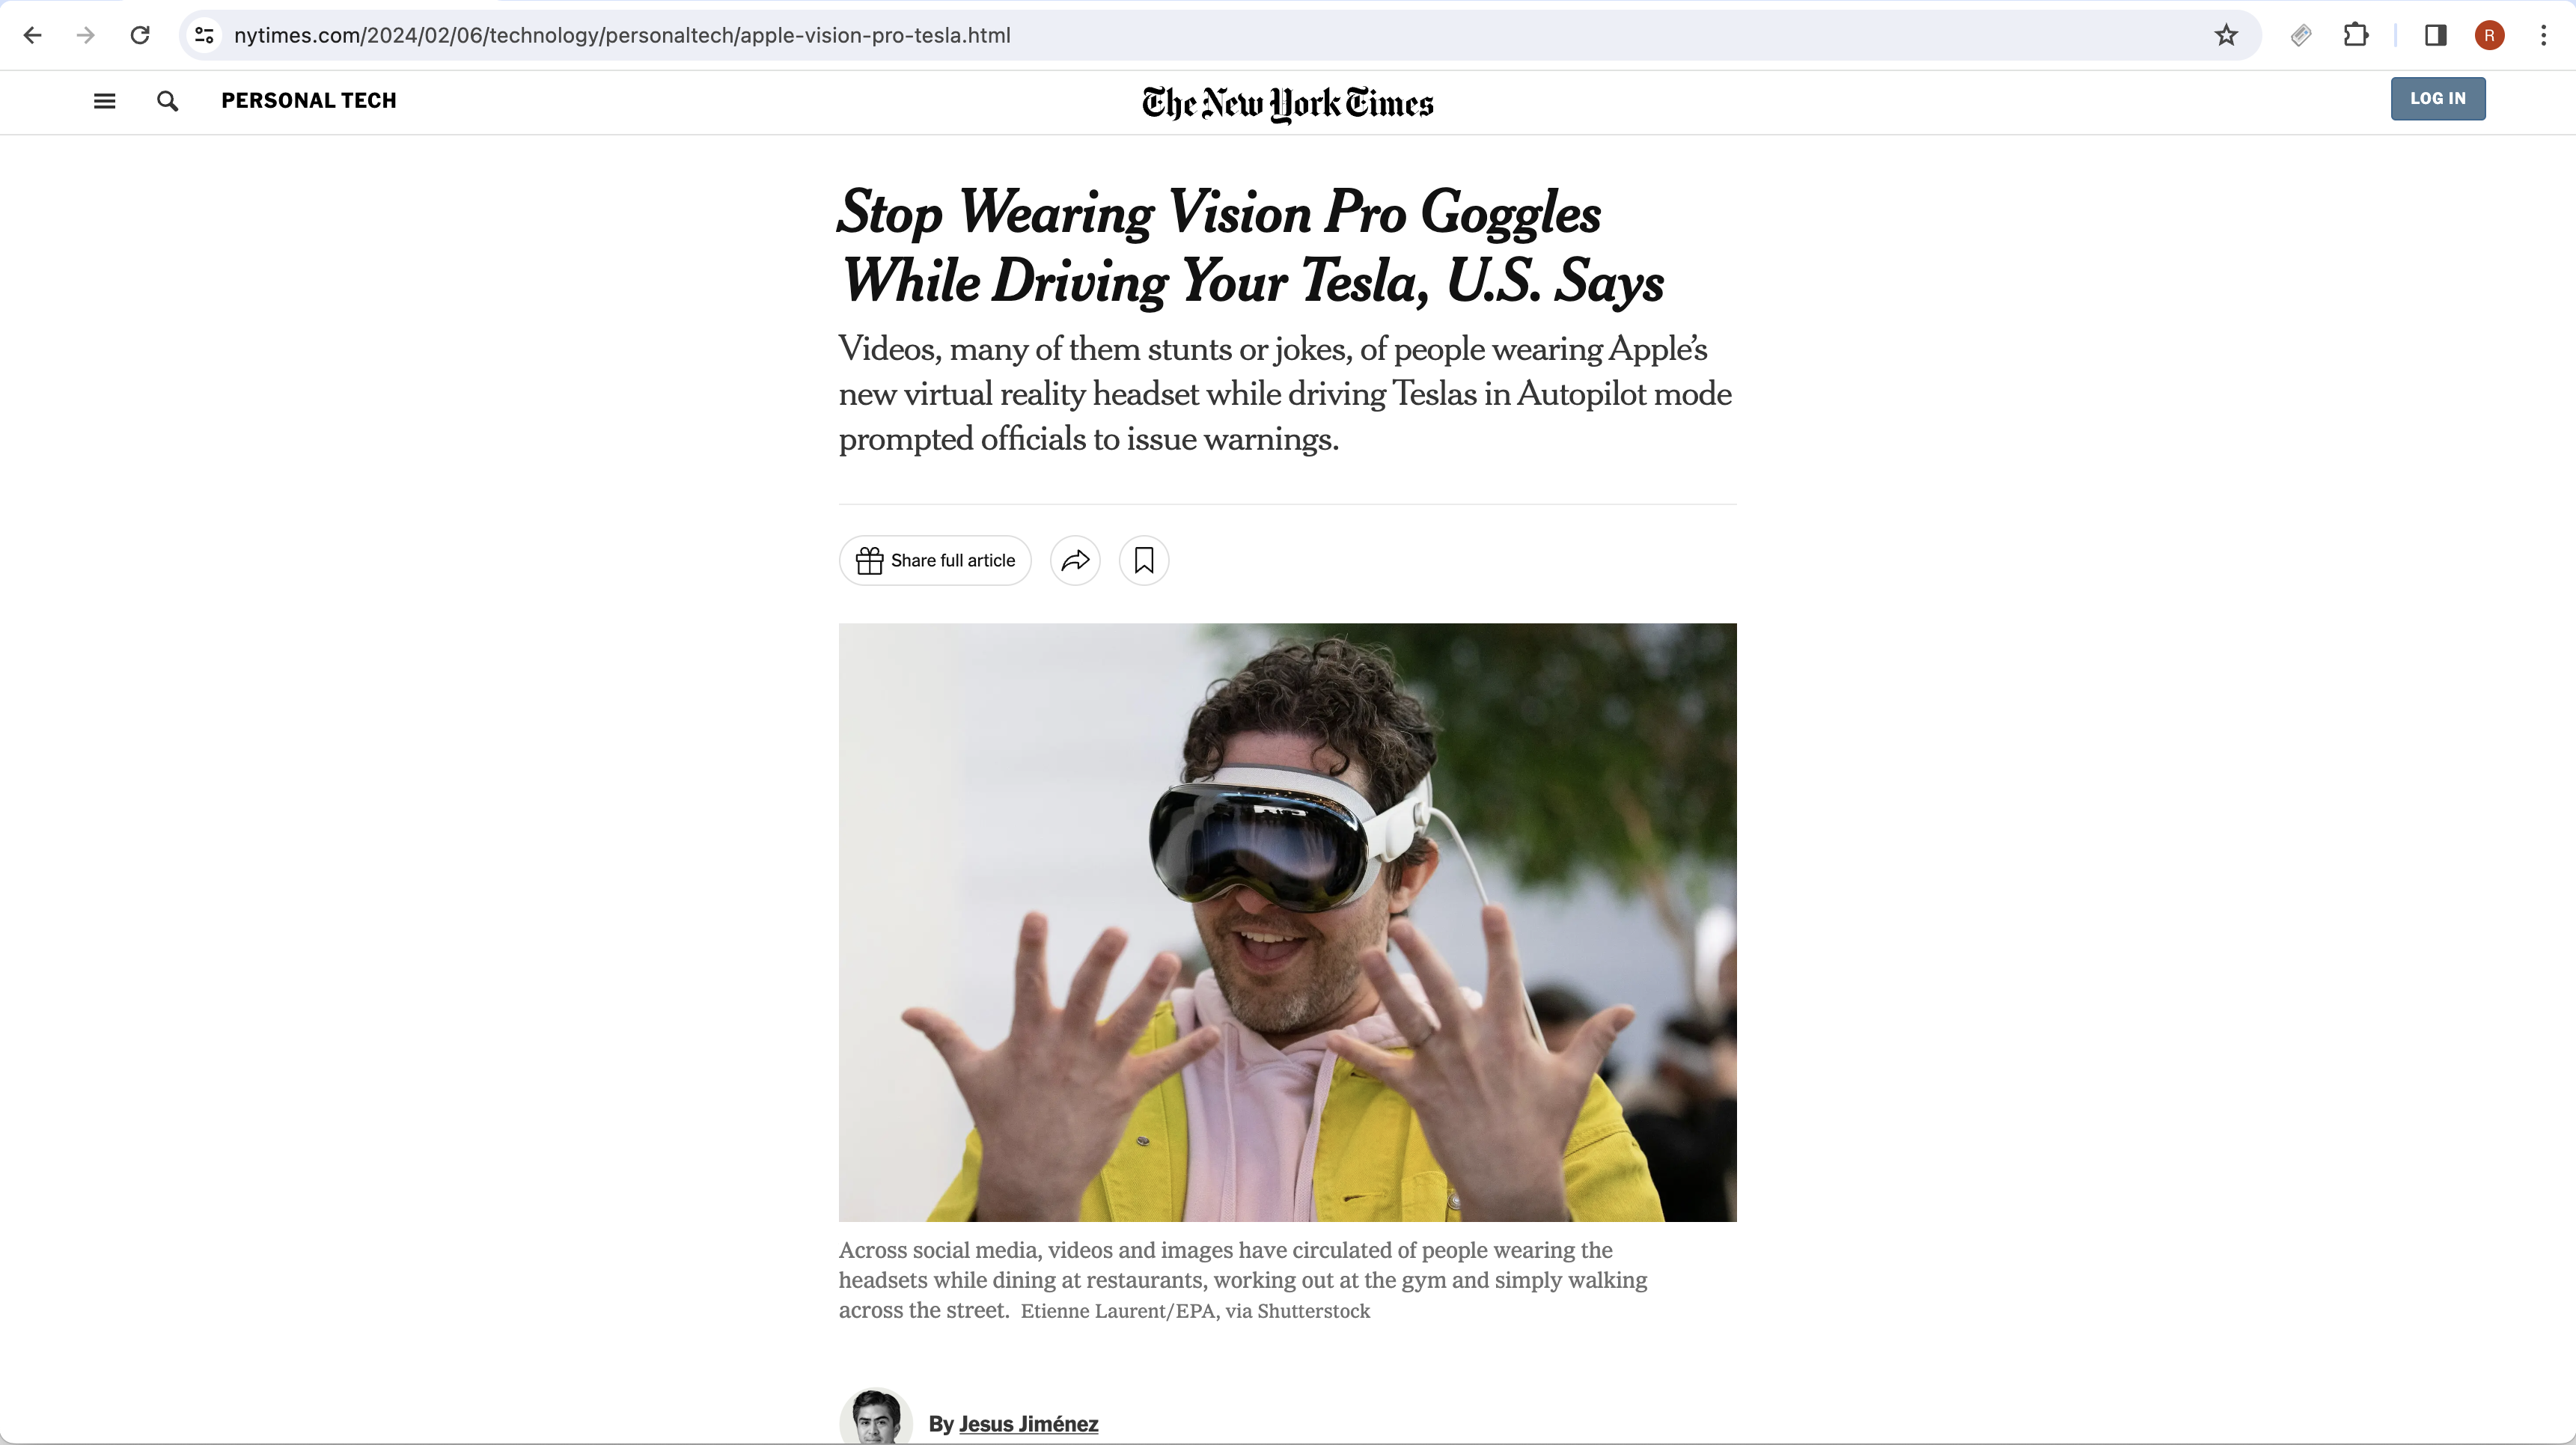 nytimes.com/2024/02/06/technology/personaltech/apple-vision-pro-tesla.html
R
PERSONAL TECH
The New York Times
LOG IN
Stop Wearing Vision Pro Goggles
While Driving Your Tesla, U.S. Says
Videos, many of them stunts or jokes, of people wearing Apple’s
new virtual reality headset while driving Teslas in Autopilot mode
prompted officials to issue warnings.
Share full article
Across social media, videos and images have circulated of people wearing the
headsets while dining at restaurants, working out at the gym and simply walking
across the street. Etienne Laurent/EPA, via Shutterstock
By Jesus Jiménez